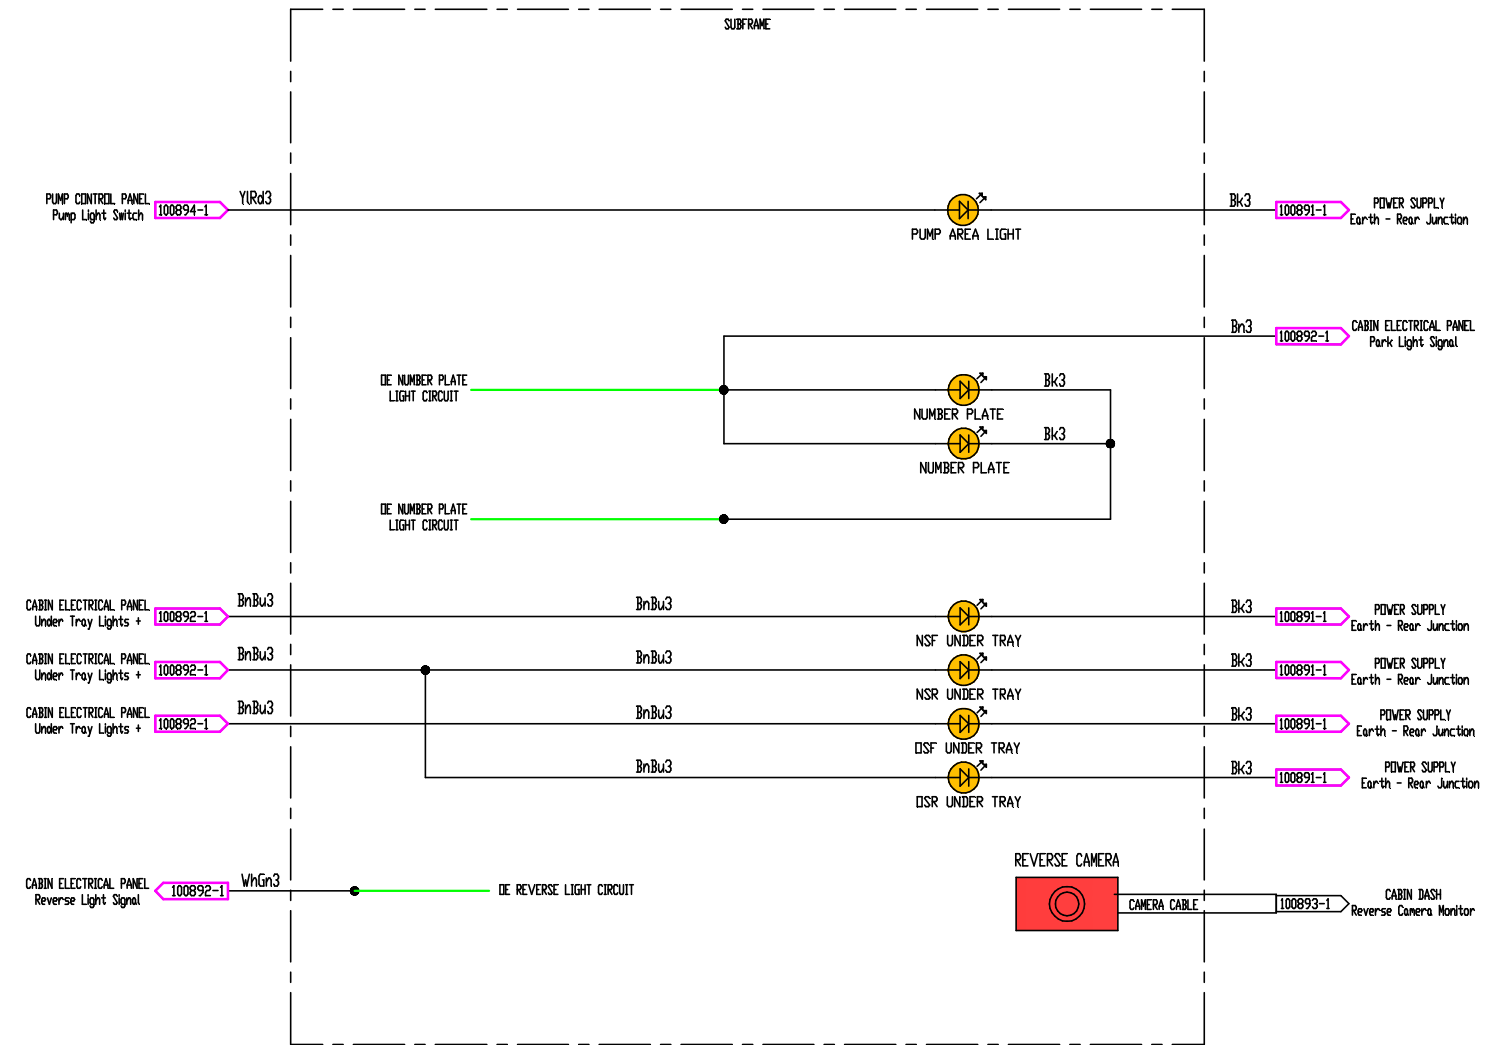 SUBFRAME
PUMP CONTROL PANEL
Pump Light Switch
100894-1
YlRd3
PUMP AREA LIGHT
Bk3
100891-1
POWER SUPPLY
Earth - Rear Junction
Bn3
100892-1
CABIN ELECTRICAL PANEL
Park Light Signal
OE NUMBER PLATE
LIGHT CIRCUIT
Bk3
NUMBER PLATE
Bk3
NUMBER PLATE
OE NUMBER PLATE
LIGHT CIRCUIT
CABIN ELECTRICAL PANEL
Under Tray Lights +
100892-1
BnBu3
BnBu3
NSF UNDER TRAY
Bk3
100891-1
POWER SUPPLY
Earth - Rear Junction
CABIN ELECTRICAL PANEL
Under Tray Lights +
100892-1
BnBu3
BnBu3
NSR UNDER TRAY
Bk3
100891-1
POWER SUPPLY
Earth - Rear Junction
CABIN ELECTRICAL PANEL
Under Tray Lights +
100892-1
BnBu3
BnBu3
OSF UNDER TRAY
Bk3
100891-1
POWER SUPPLY
Earth - Rear Junction
BnBu3
OSR UNDER TRAY
Bk3
100891-1
POWER SUPPLY
Earth - Rear Junction
CABIN ELECTRICAL PANEL
Reverse Light Signal
100892-1
WhGn3
OE REVERSE LIGHT CIRCUIT
REVERSE CAMERA
CAMERA CABLE
100893-1
CABIN DASH
Reverse Camera Monitor